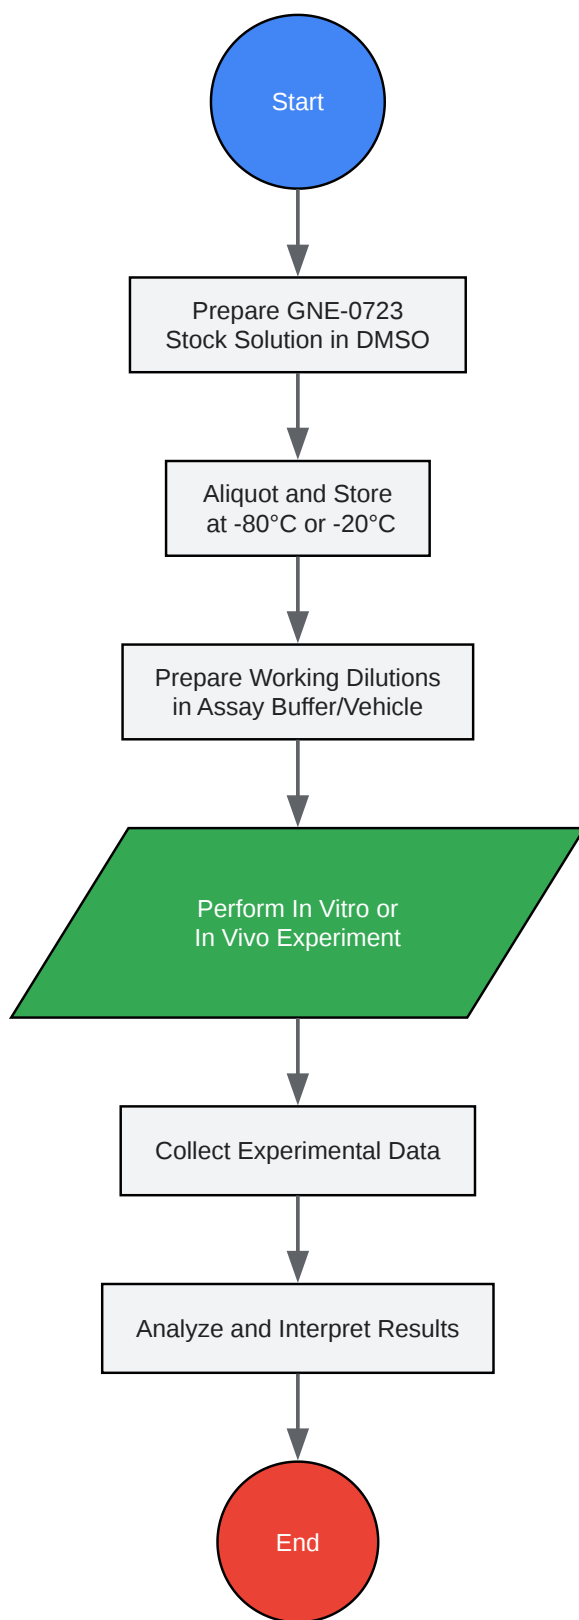 Start
Prepare GNE-0723
Stock Solution in DMSO
Aliquot and Store
at -80°C or -20°C
Prepare Working Dilutions
in Assay Buffer/Vehicle
Perform In Vitro or
In Vivo Experiment
Collect Experimental Data
Analyze and Interpret Results
End